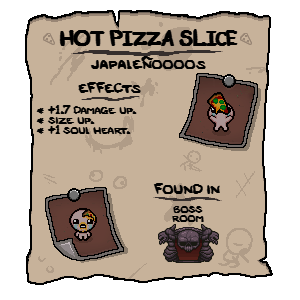 HOT PIZZA SLICE
JAPALEÑOOOOS
EFFECTS
* +1.7 DAMAGE UP.
* SIZE UP.
* +1 SOUL HEART.
FOUND IN
BOSS
ROOM